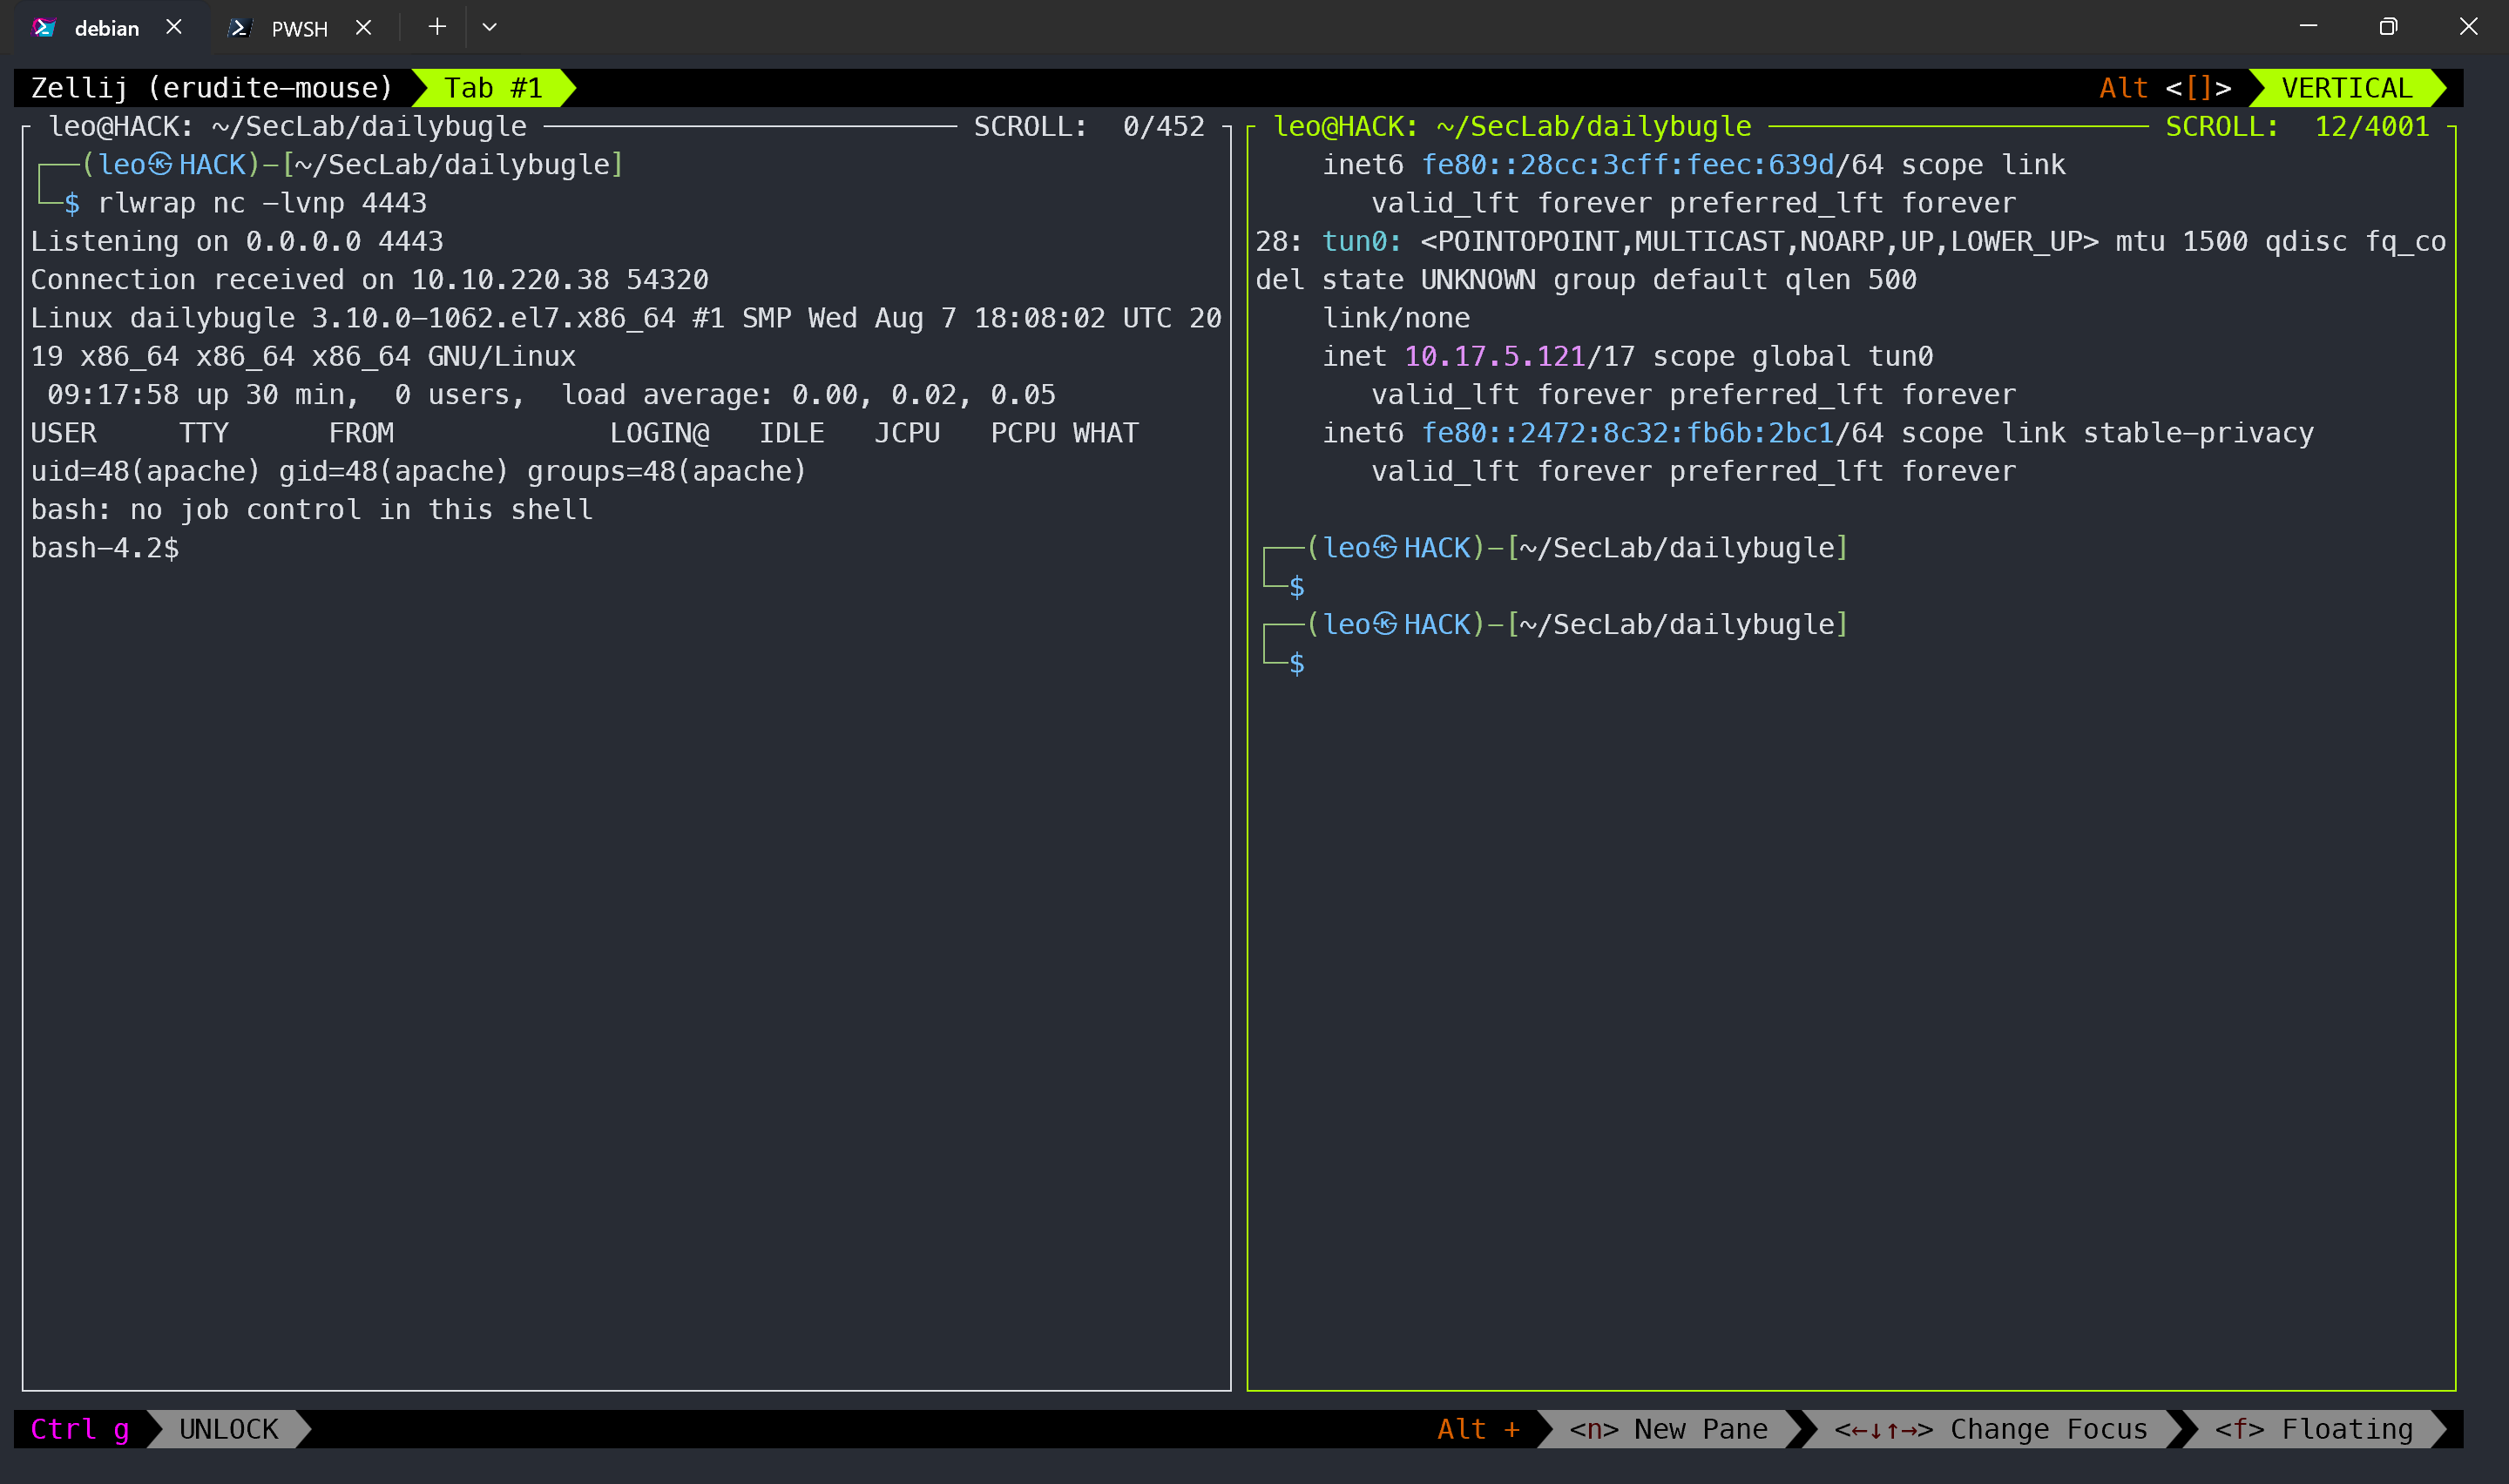 debian
PWSH
Zellij (erudite-mouse) Tab #1 Alt <[]> VERTICAL
leo@HACK: ~/SecLab/dailybugle SCROLL: 0/452
(leo㉿HACK)-[~/SecLab/dailybugle]
$ rlwrap nc -lvnp 4443
Listening on 0.0.0.0 4443
Connection received on 10.10.220.38 54320
Linux dailybugle 3.10.0-1062.el7.x86_64 #1 SMP Wed Aug 7 18:08:02 UTC 20
19 x86_64 x86_64 x86_64 GNU/Linux
09:17:58 up 30 min, 0 users, load average: 0.00, 0.02, 0.05
USER TTY FROM LOGIN@ IDLE JCPU PCPU WHAT
uid=48(apache) gid=48(apache) groups=48(apache)
bash: no job control in this shell
bash-4.2$
leo@HACK: ~/SecLab/dailybugle SCROLL: 12/4001
inet6 fe80::28cc:3cff:feec:639d/64 scope link
valid_lft forever preferred_lft forever
28: tun0: <POINTOPOINT,MULTICAST,NOARP,UP,LOWER_UP> mtu 1500 qdisc fq_co
del state UNKNOWN group default qlen 500
link/none
inet 10.17.5.121/17 scope global tun0
valid_lft forever preferred_lft forever
inet6 fe80::2472:8c32:fb6b:2bc1/64 scope link stable-privacy
valid_lft forever preferred_lft forever
(leo㉿HACK)-[~/SecLab/dailybugle]
$
(leo㉿HACK)-[~/SecLab/dailybugle]
$
Ctrl g UNLOCK Alt + <n> New Pane <←↓↑→> Change Focus <f> Floating